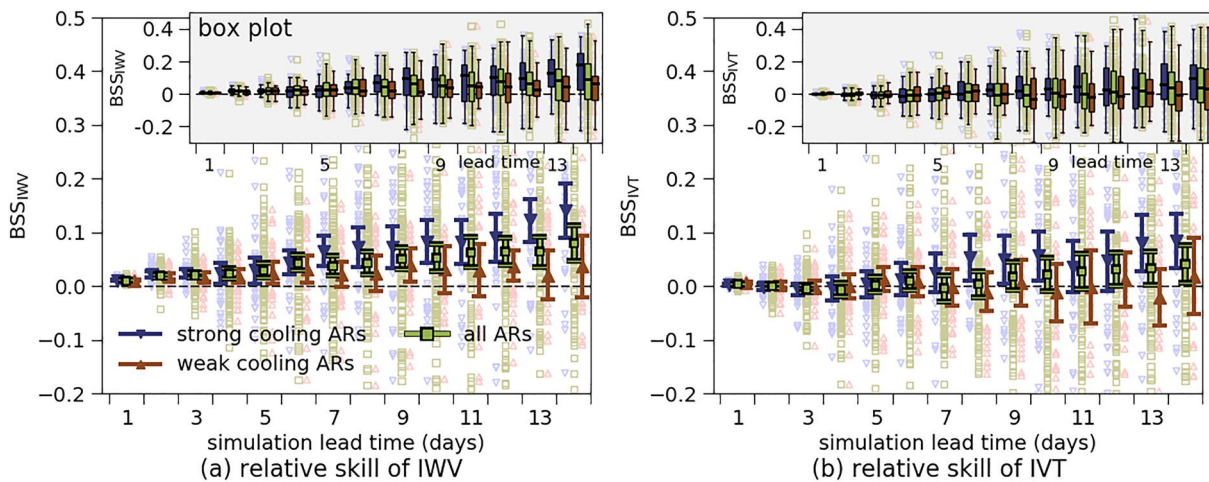 box plot
BSS_IWV
0.4
0.2
0
-0.2
1
5
9
lead time
13
BSS_IWV
0.5
0.4
0.3
0.2
0.1
0.0
−0.1
−0.2
strong cooling ARs
all ARs
weak cooling ARs
1 3 5 7 9 11 13
simulation lead time (days)
(a) relative skill of IWV
BSS_IVT
0.4
0.2
0
-0.2
1
5
9
lead time
13
BSS_IVT
0.5
0.4
0.3
0.2
0.1
0.0
−0.1
−0.2
1 3 5 7 9 11 13
simulation lead time (days)
(b) relative skill of IVT